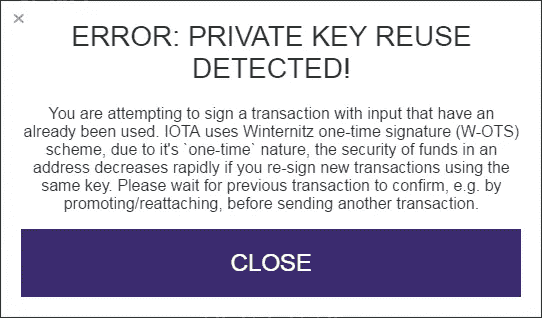 ERROR: PRIVATE KEY REUSE
DETECTED!
You are attempting to sign a transaction with input that have an
already been used. IOTA uses Winternitz one-time signature (W-OTS)
scheme, due to it's `one-time` nature, the security of funds in an
address decreases rapidly if you re-sign new transactions using the
same key. Please wait for previous transaction to confirm, e.g. by
promoting/reattaching, before sending another transaction.
CLOSE